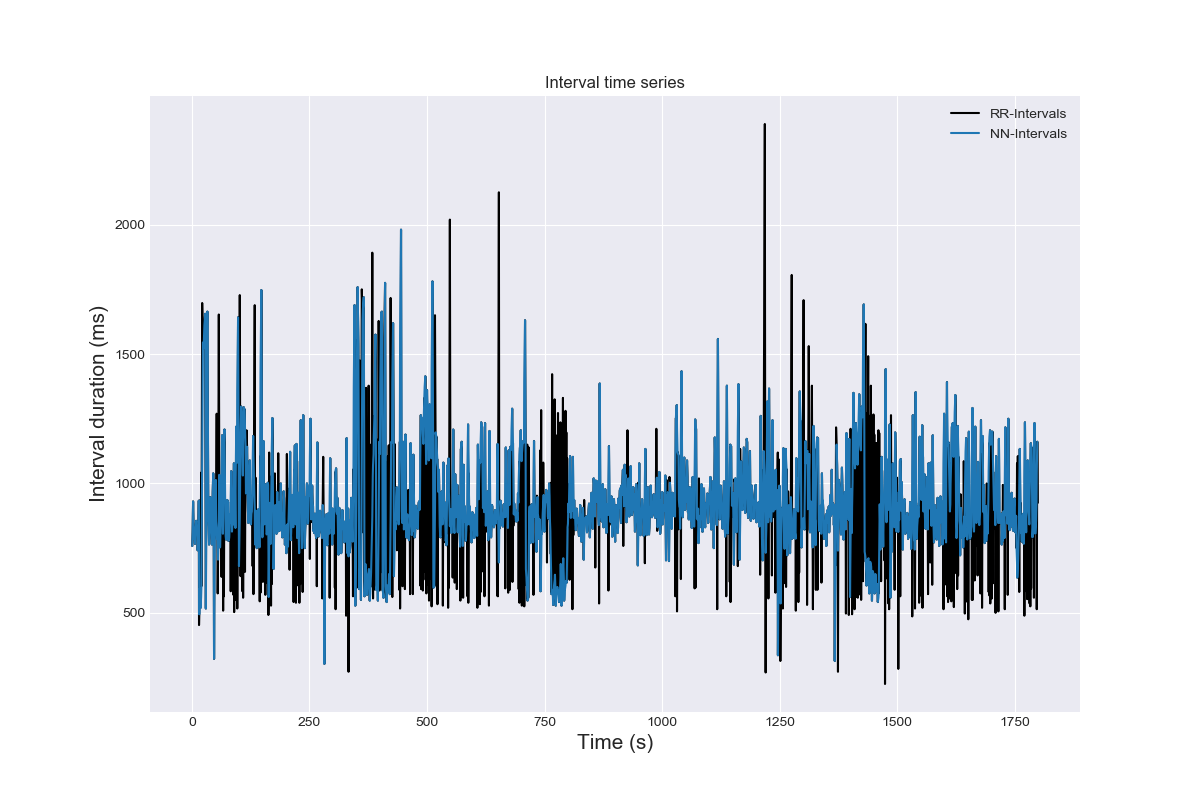 Interval time series
RR-Intervals
NN-Intervals
Interval duration (ms)
2000
1500
1000
500
0
250
500
750
1000
1250
1500
1750
Time (s)